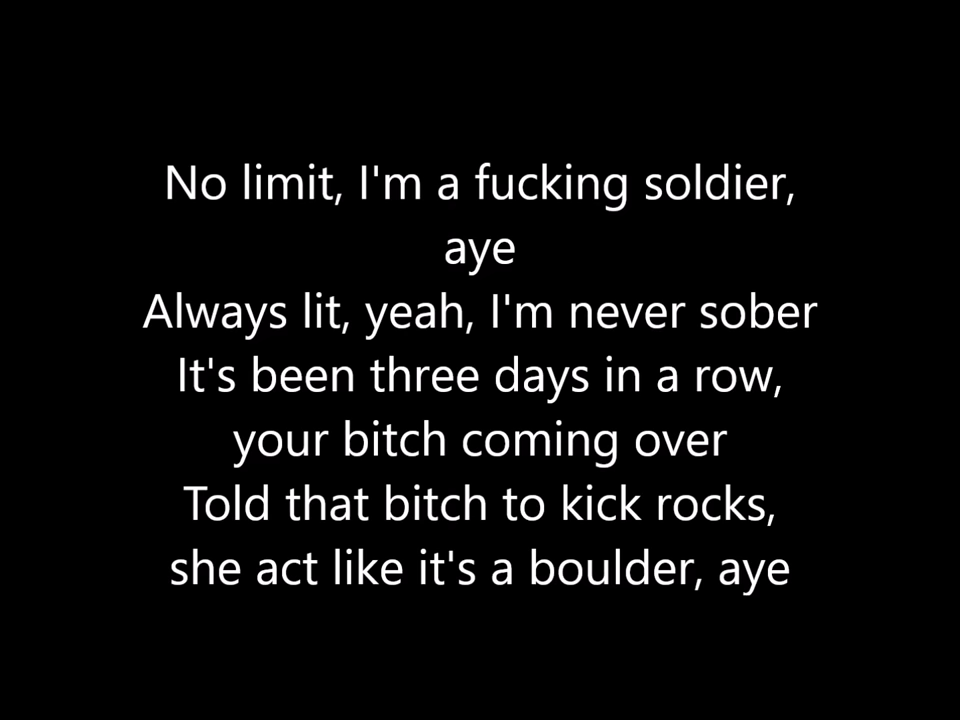 No limit, I'm a fucking soldier,
aye
Always lit, yeah, I'm never sober
It's been three days in a row,
your bitch coming over
Told that bitch to kick rocks,
she act like it's a boulder, aye